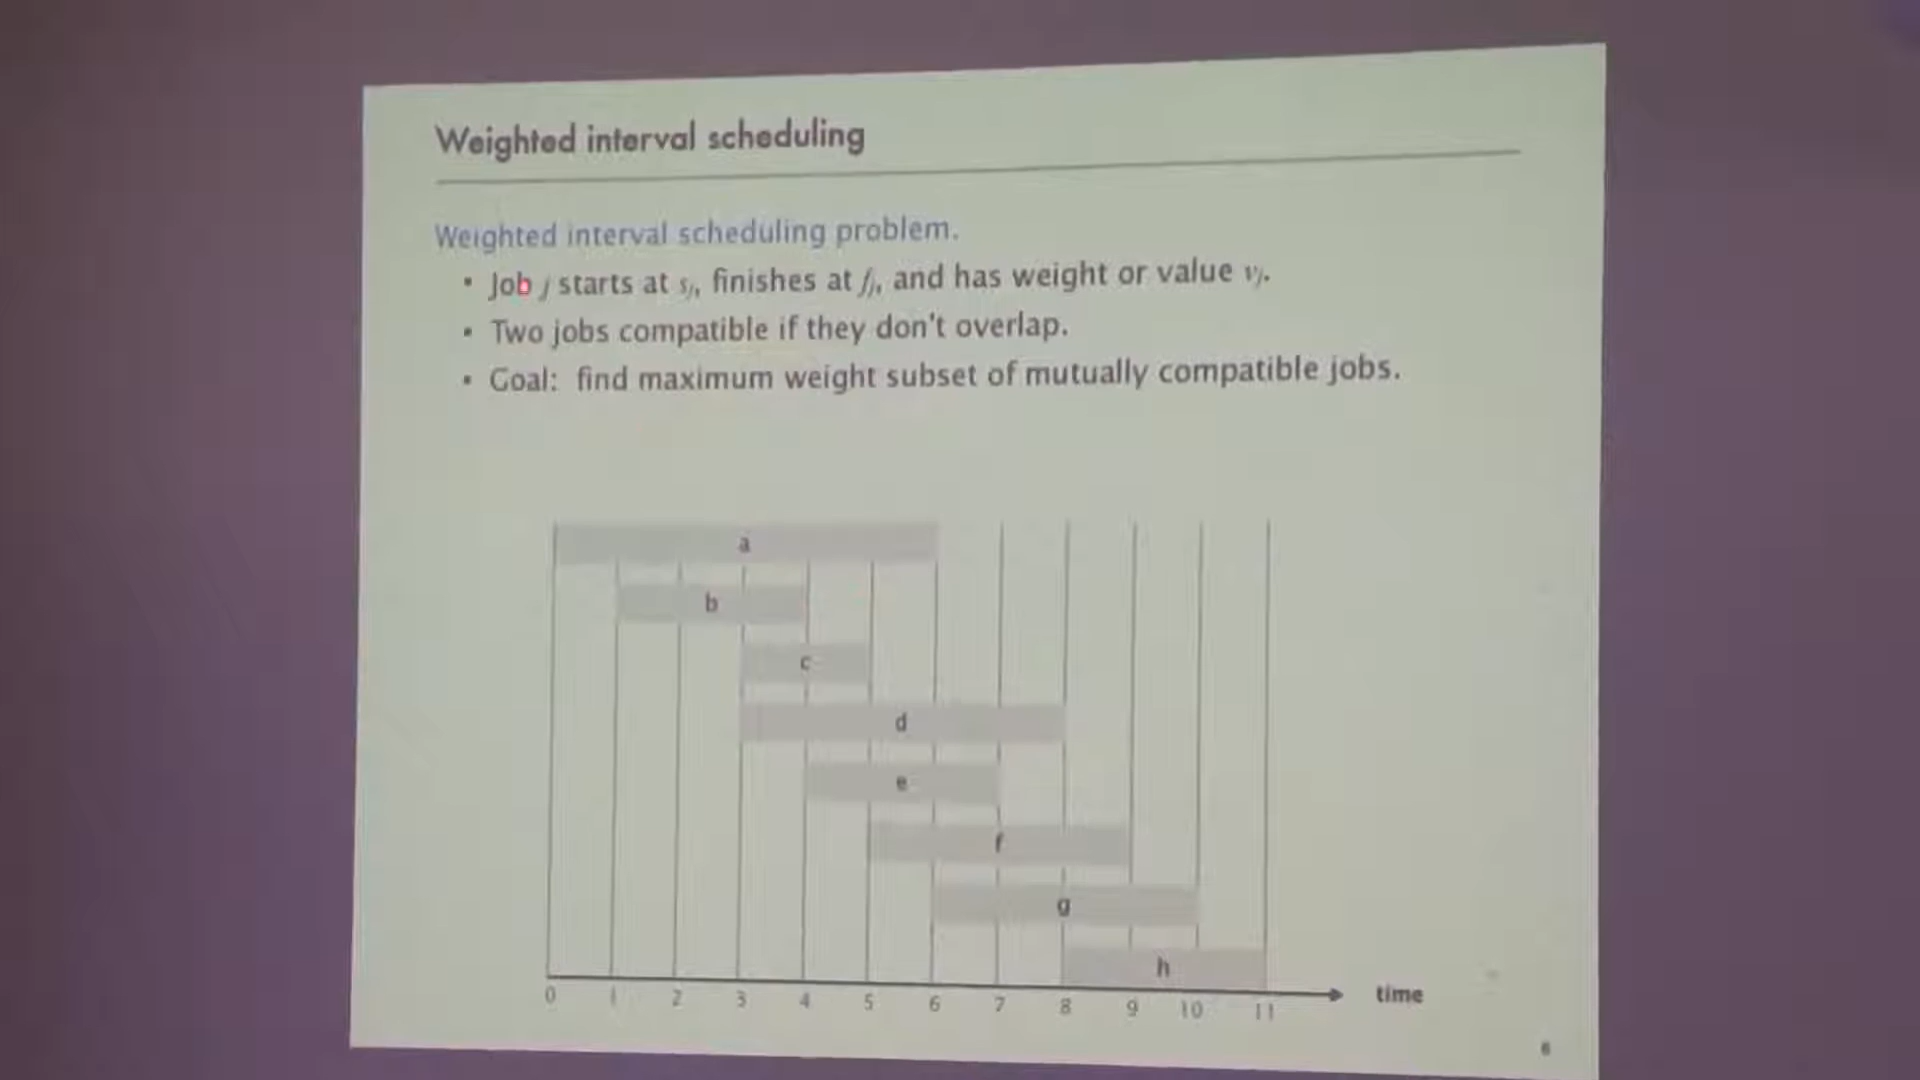 Weighted interval scheduling
Weighted interval scheduling problem.
• Job j starts at sj, finishes at fj, and has weight or value vj.
• Two jobs compatible if they don't overlap.
• Goal: find maximum weight subset of mutually compatible jobs.
a
b
c
d
e
f
g
h
0 1 2 3 4 5 6 7 8 9 10 11 time
6